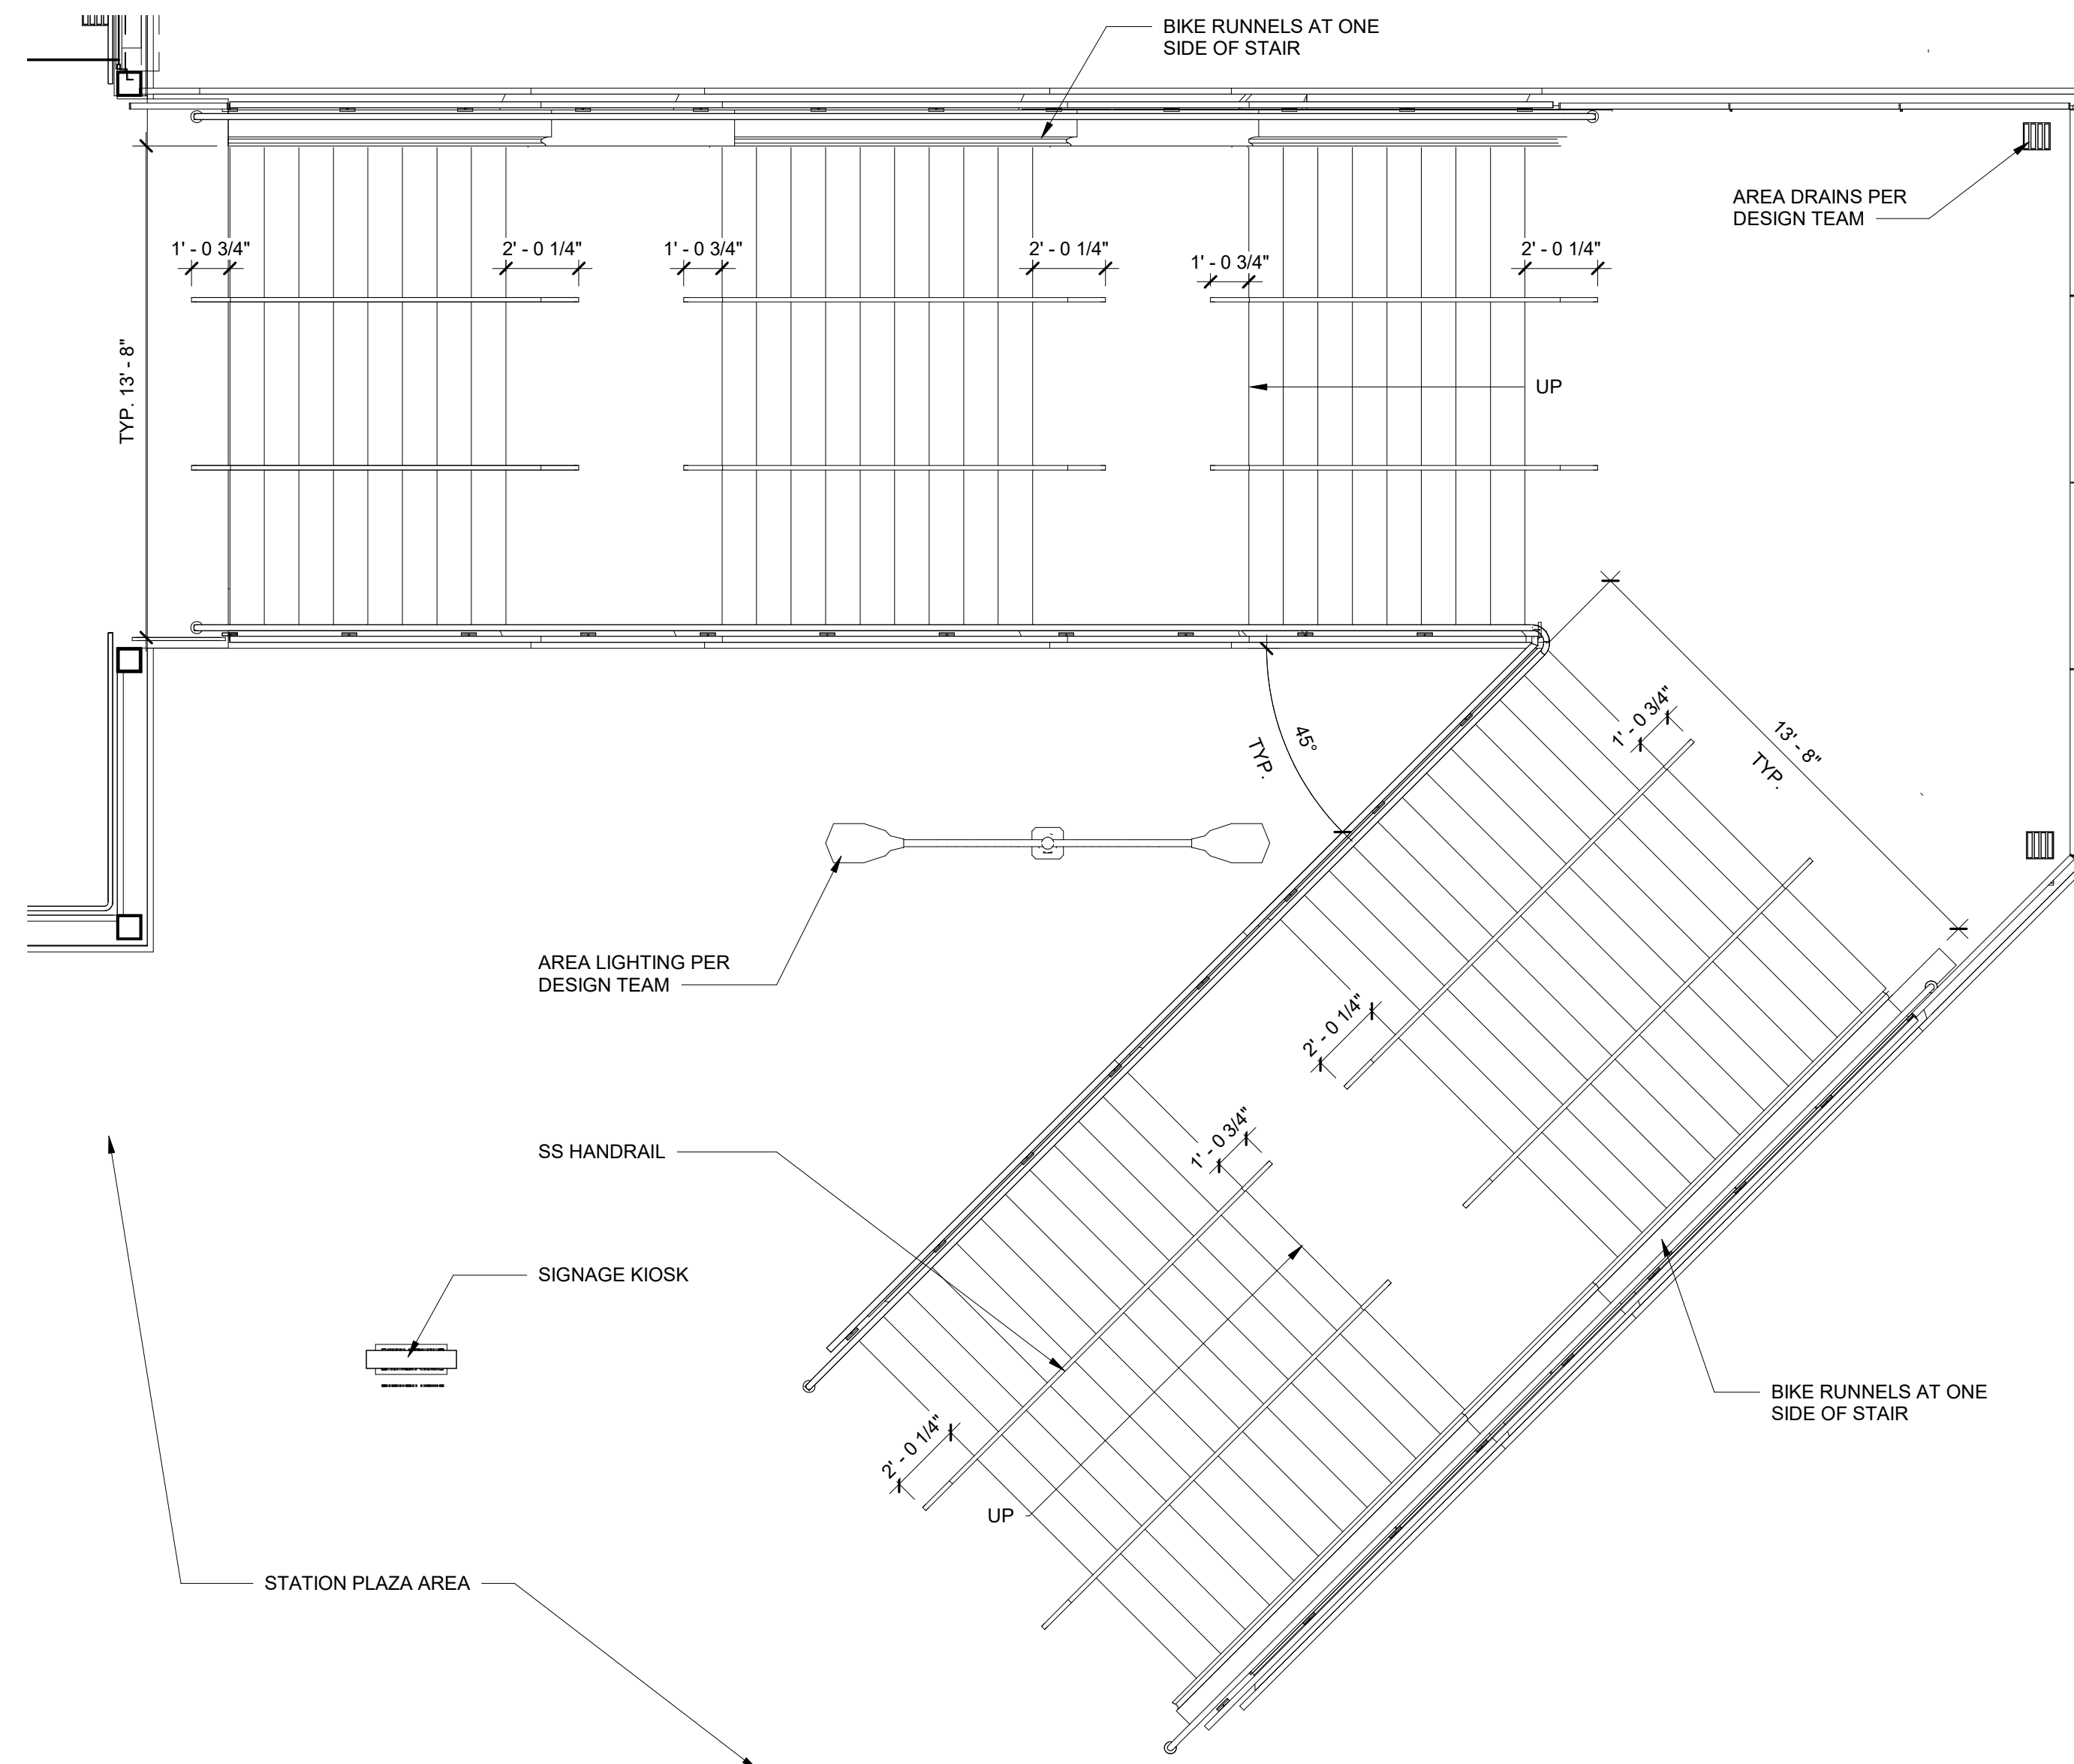 BIKE RUNNELS AT ONE
SIDE OF STAIR
AREA DRAINS PER
DESIGN TEAM
1' - 0 3/4"
2' - 0 1/4"
1' - 0 3/4"
2' - 0 1/4"
1' - 0 3/4"
2' - 0 1/4"
TYP. 13' - 8"
UP
45°
TYP.
1' - 0 3/4"
13' - 8"
TYP.
AREA LIGHTING PER
DESIGN TEAM
2' - 0 1/4"
SS HANDRAIL
1' - 0 3/4"
SIGNAGE KIOSK
BIKE RUNNELS AT ONE
SIDE OF STAIR
2' - 0 1/4"
UP
STATION PLAZA AREA